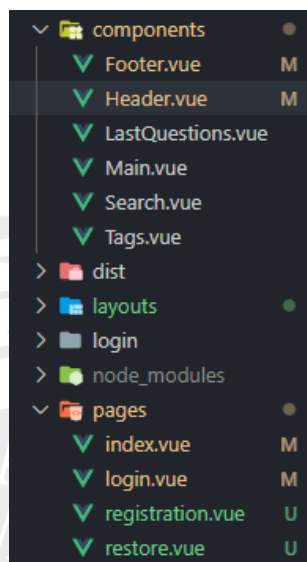 components
Footer.vue M
Header.vue M
LastQuestions.vue
Main.vue
Search.vue
Tags.vue
dist
layouts
login
node_modules
pages
index.vue M
login.vue M
registration.vue U
restore.vue U